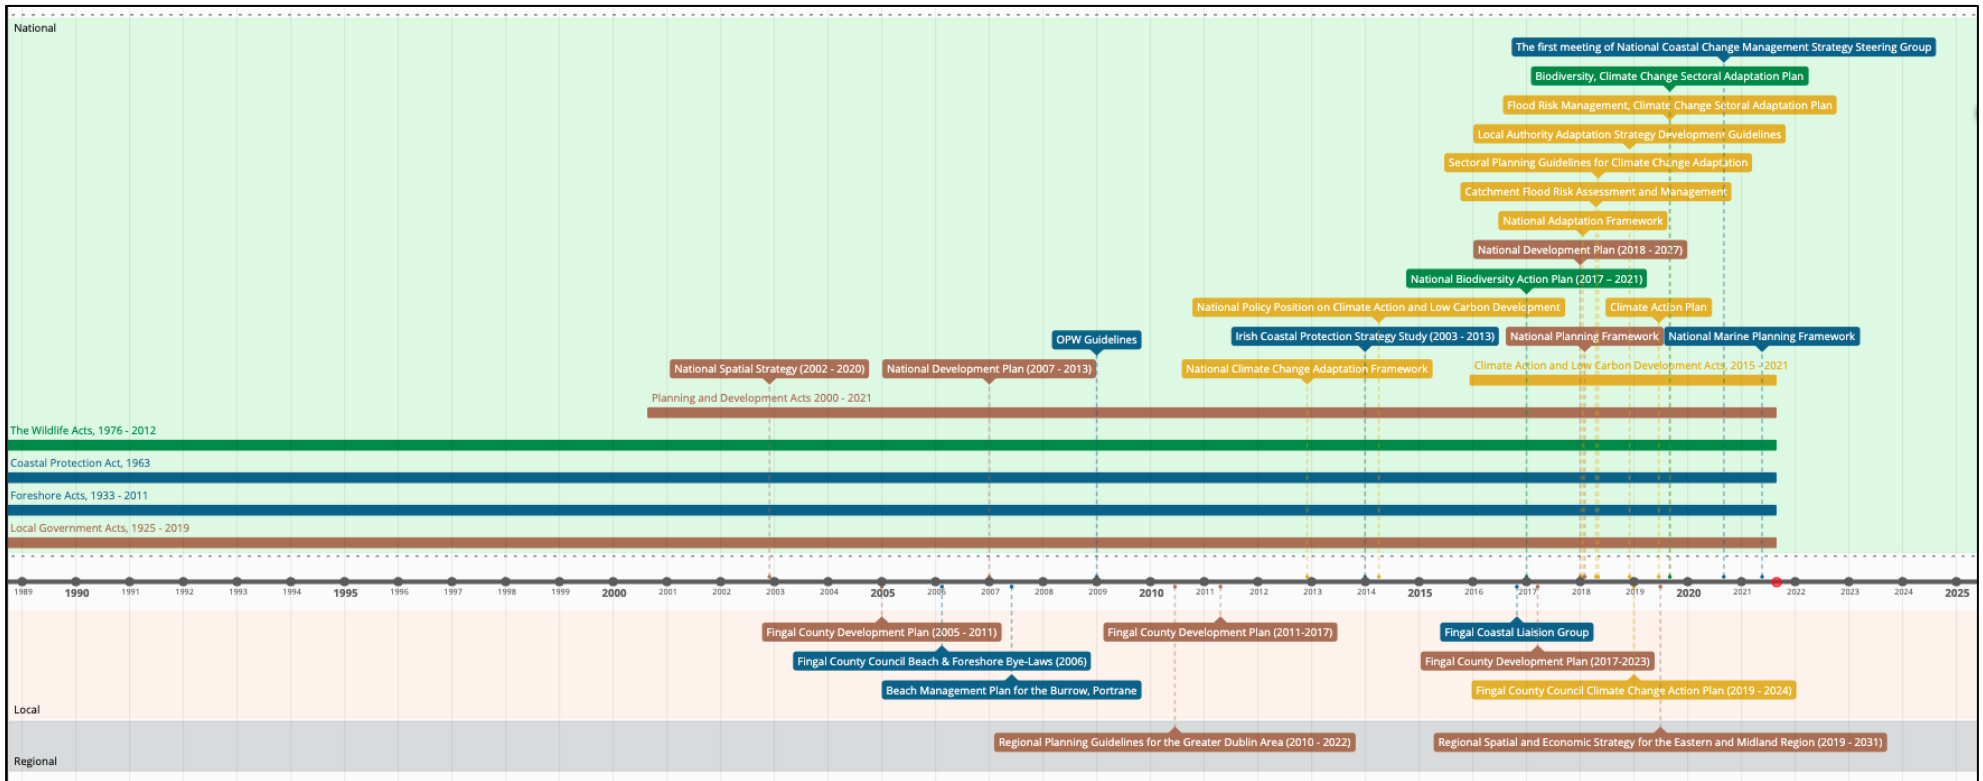 National
The first meeting of National Coastal Change Management Strategy Steering Group
Biodiversity, Climate Change Sectoral Adaptation Plan
Flood Risk Management, Climate Change Setoral Adaptation Plan
Local Authority Adaptation Strategy Development Guidelines
Sectoral Planning Guidelines for Climate Change Adaptation
Catchment Flood Risk Assessment and Management
National Adaptation Framework
National Development Plan (2018 - 2027)
National Biodiversity Action Plan (2017 – 2021)
National Policy Position on Climate Action and Low Carbon Development
Climate Action Plan
OPW Guidelines
Irish Coastal Protection Strategy Study (2003 - 2013)
National Planning Framework
National Marine Planning Framework
National Spatial Strategy (2002 - 2020)
National Development Plan (2007 - 2013)
National Climate Change Adaptation Framework
Climate Action and Low Carbon Development Acts, 2015 - 2021
Planning and Development Acts 2000 - 2021
The Wildlife Acts, 1976 - 2012
Coastal Protection Act, 1963
Foreshore Acts, 1933 - 2011
Local Government Acts, 1925 - 2019
1989 1990 1991 1992 1993 1994 1995 1996 1997 1998 1999 2000 2001 2002 2003 2004 2005 2006 2007 2008 2009 2010 2011 2012 2013 2014 2015 2016 2017 2018 2019 2020 2021 2022 2023 2024 2025
Fingal County Development Plan (2005 - 2011)
Fingal County Development Plan (2011-2017)
Fingal Coastal Liaision Group
Fingal County Council Beach & Foreshore Bye-Laws (2006)
Fingal County Development Plan (2017-2023)
Beach Management Plan for the Burrow, Portrane
Fingal County Council Climate Change Action Plan (2019 - 2024)
Local
Regional Planning Guidelines for the Greater Dublin Area (2010 - 2022)
Regional Spatial and Economic Strategy for the Eastern and Midland Region (2019 - 2031)
Regional